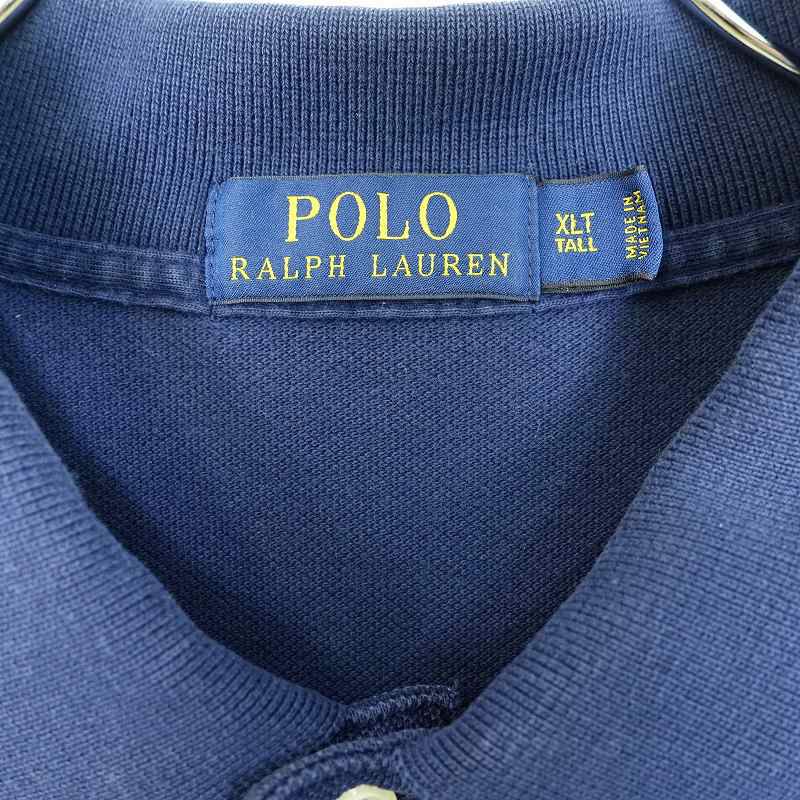 POLO
RALPH LAUREN
XLT
TALL
MADE IN
VIETNAM